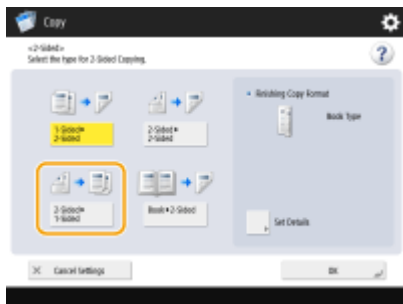 Copy
<2-Sided>
Select the type for 2-Sided Copying.
?
1-Sided►
2-Sided
2-Sided►
2-Sided
• Finishing Copy Format
Book Type
2-Sided►
1-Sided
Book►2-Sided
Set Details
× Cancel Settings
OK